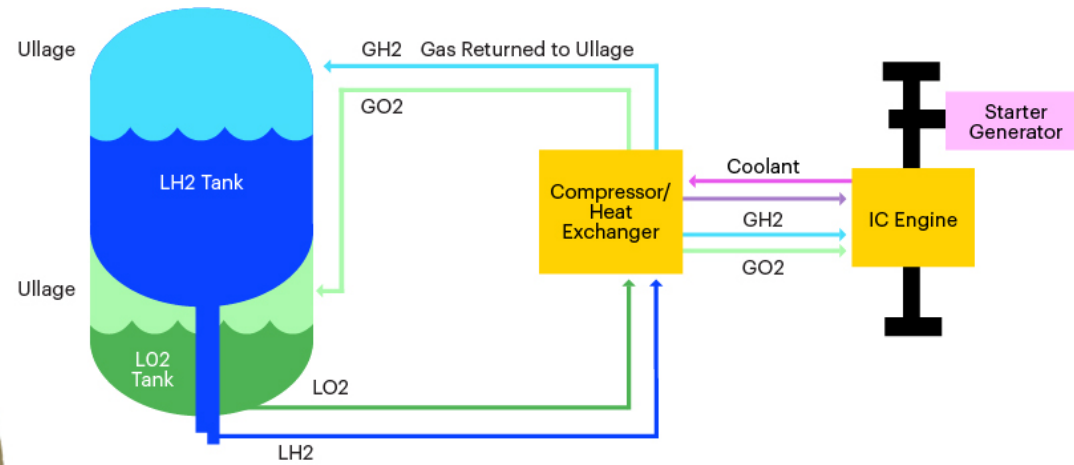 Ullage
GH2 Gas Returned to Ullage
GO2
Starter
Generator
LH2 Tank
Coolant
Compressor/
Heat
Exchanger
IC Engine
GH2
GO2
Ullage
LO2
Tank
LO2
LH2